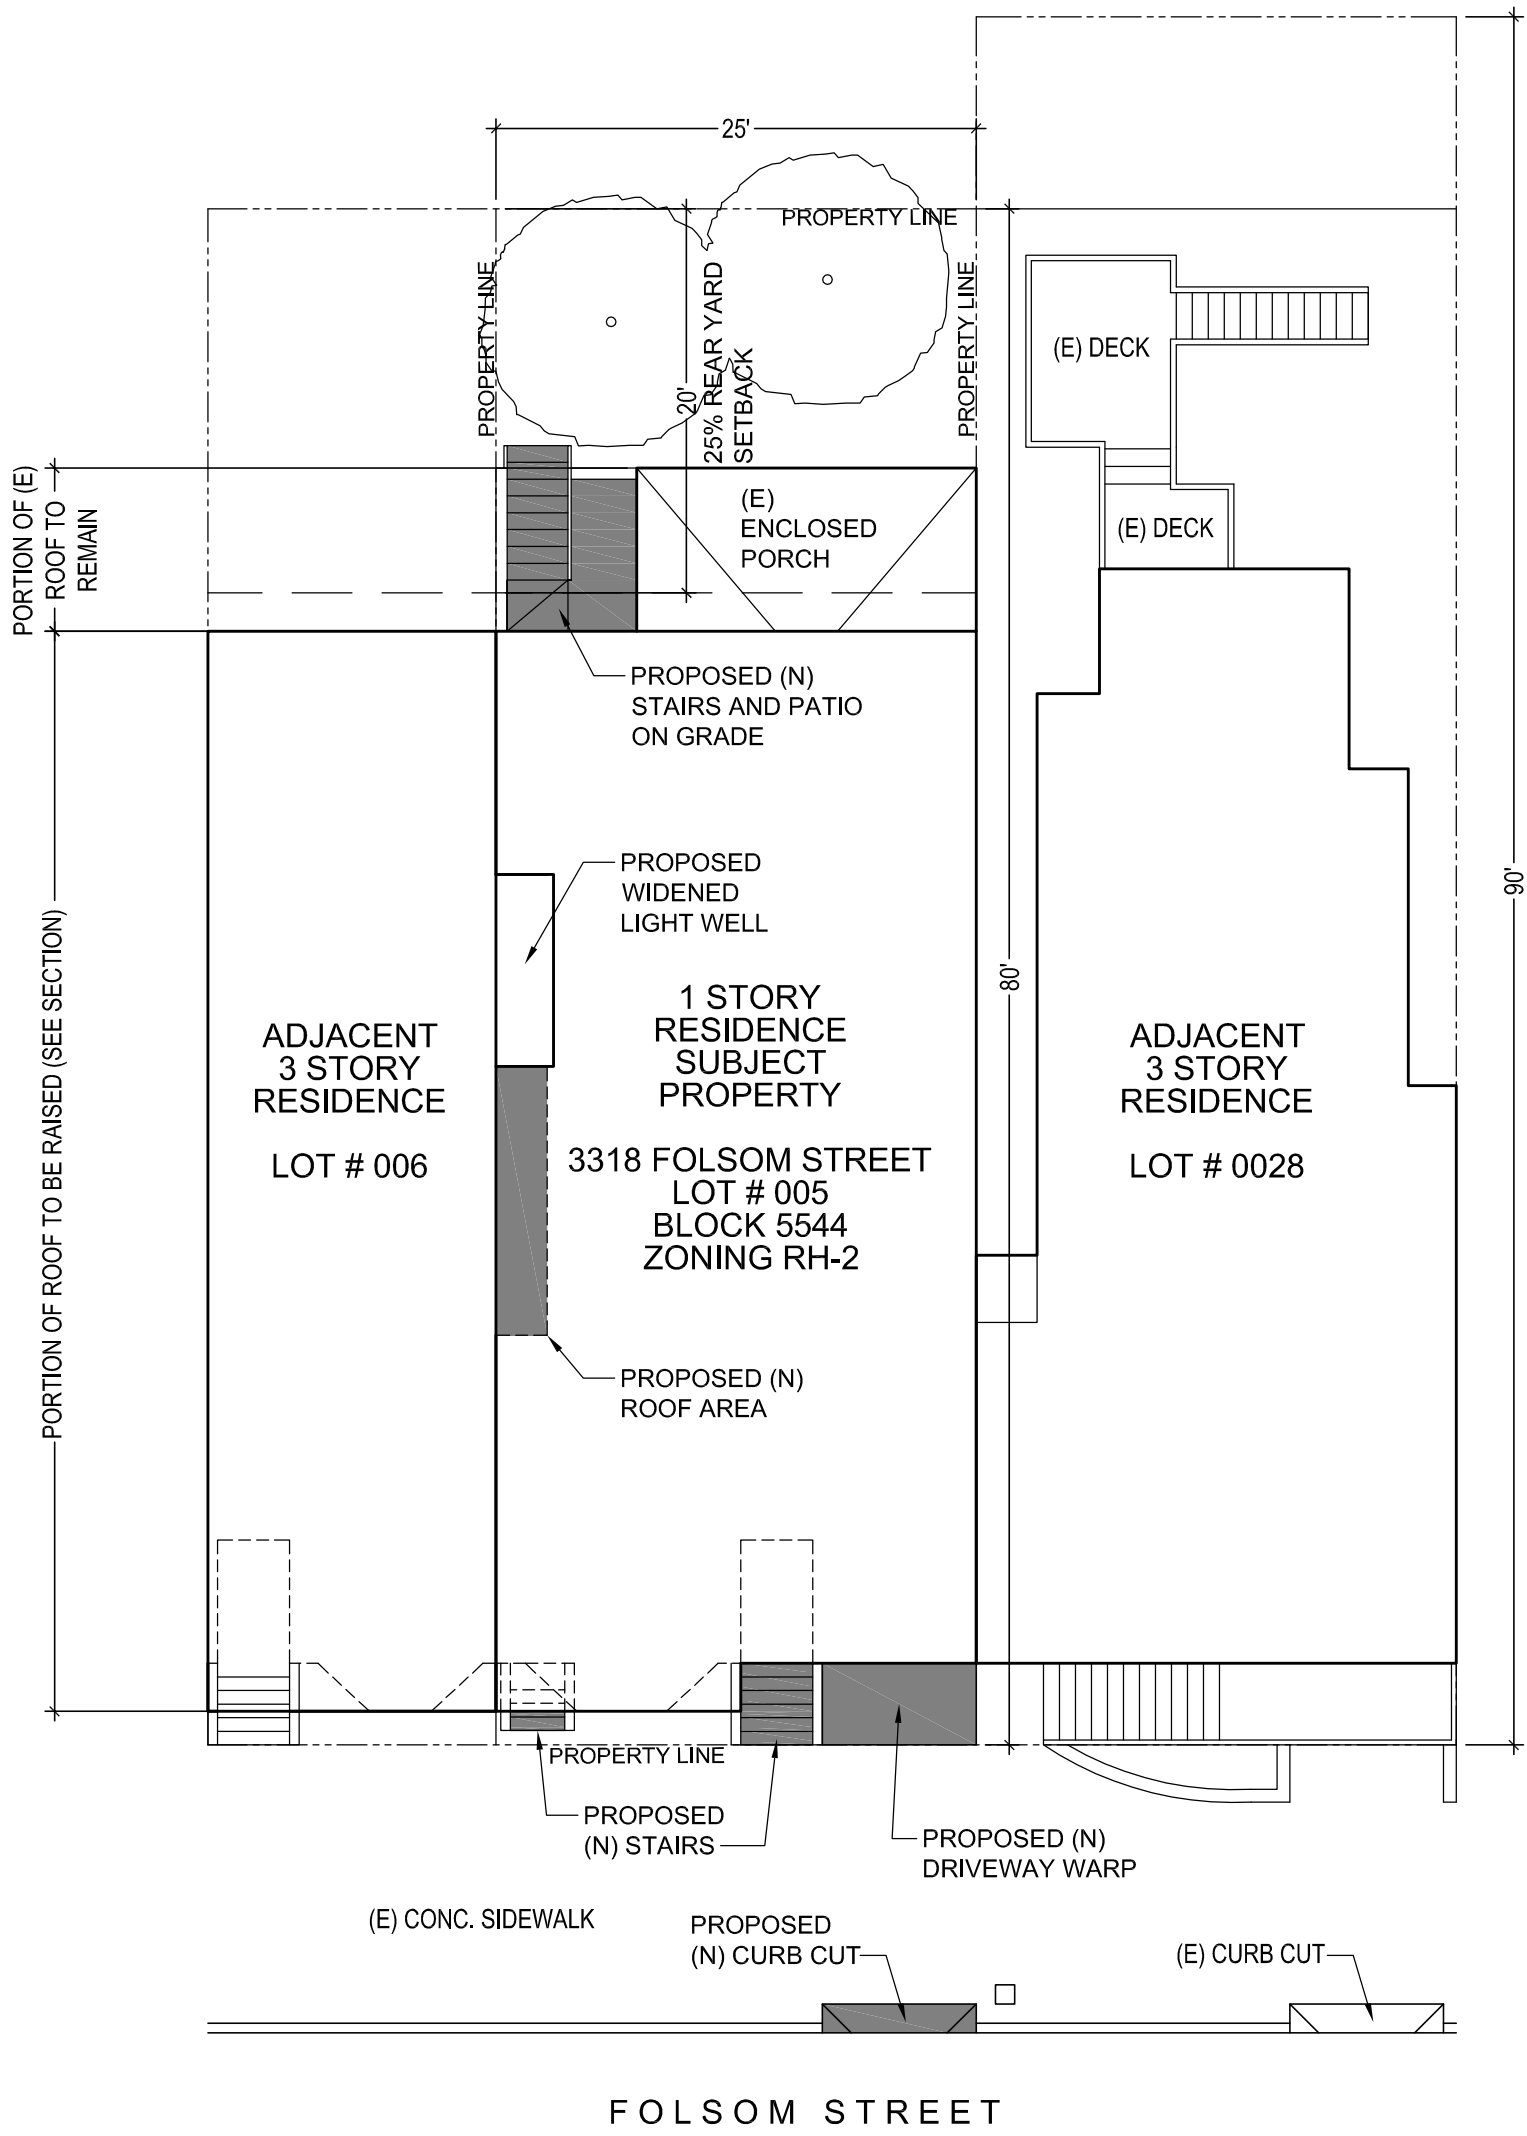 25'
PROPERTY LINE
PROPERTY LINE
PROPERTY LINE
20'
25% REAR YARD
SETBACK
(E) DECK
(E) DECK
PORTION OF (E)
ROOF TO
REMAIN
(E)
ENCLOSED
PORCH
PROPOSED (N)
STAIRS AND PATIO
ON GRADE
PROPOSED
WIDENED
LIGHT WELL
90'
80'
PORTION OF ROOF TO BE RAISED (SEE SECTION)
ADJACENT
3 STORY
RESIDENCE
LOT # 006
1 STORY
RESIDENCE
SUBJECT
PROPERTY
3318 FOLSOM STREET
LOT # 005
BLOCK 5544
ZONING RH-2
ADJACENT
3 STORY
RESIDENCE
LOT # 0028
PROPOSED (N)
ROOF AREA
PROPERTY LINE
PROPOSED
(N) STAIRS
PROPOSED (N)
DRIVEWAY WARP
(E) CONC. SIDEWALK
PROPOSED
(N) CURB CUT
(E) CURB CUT
FOLSOM STREET